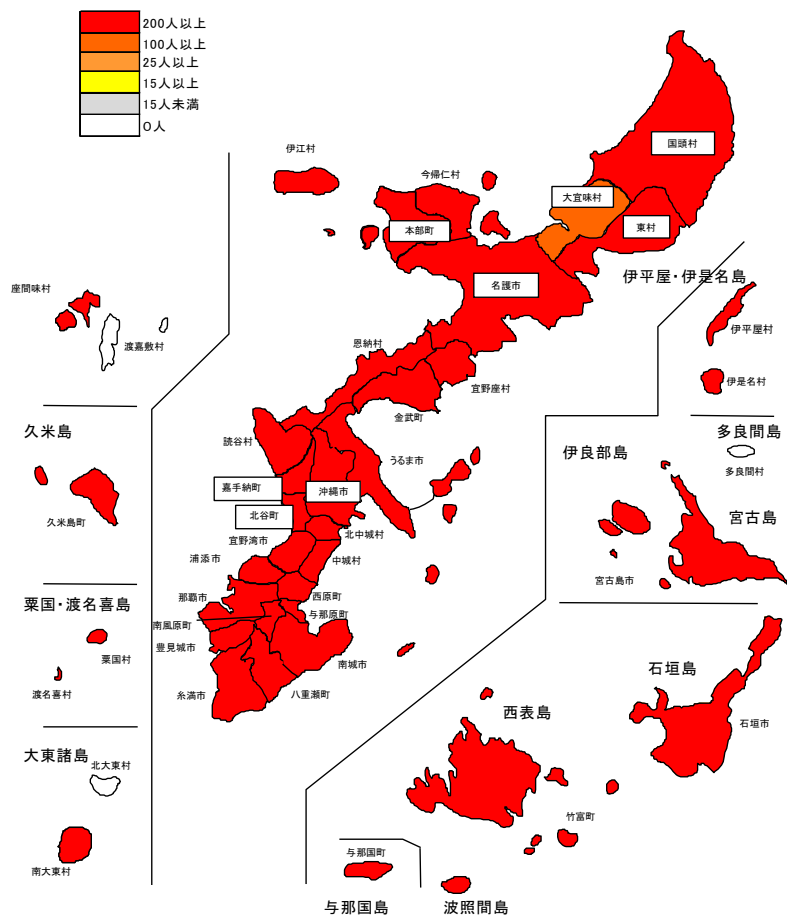 200人以上
100人以上
25人以上
15人以上
15人未満
0人
伊江村
今帰仁村
国頭村
大宜味村
本部町
東村
名護市
伊平屋・伊是名島
座間味村
渡嘉敷村
伊平屋村
恩納村
伊是名村
宜野座村
金武町
久米島
多良間島
読谷村
うるま市
伊良部島
多良間村
嘉手納町
沖縄市
北谷町
宮古島
久米島町
北中城村
宜野湾市
中城村
浦添市
宮古島市
那覇市
西原町
粟国・渡名喜島
与那原町
南風原町
豊見城市
粟国村
南城市
石垣島
渡名喜村
糸満市
八重瀬町
西表島
石垣市
大東諸島
北大東村
竹富町
与那国町
南大東村
与那国島
波照間島